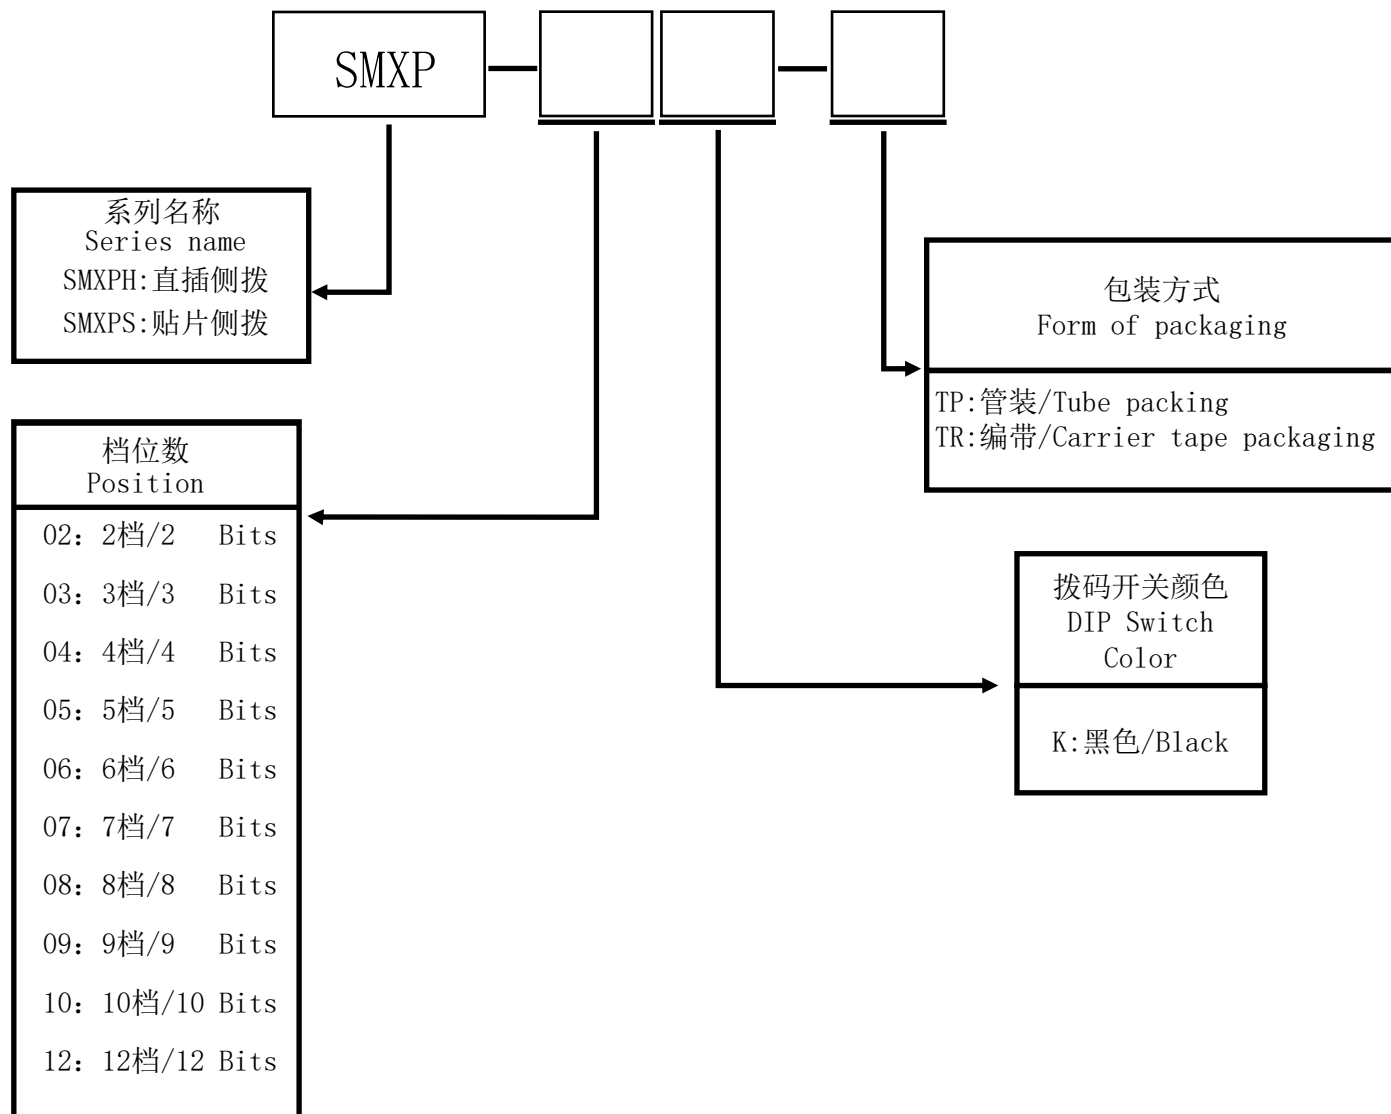 SMXP
系列名称
Series name
SMXPH:直插侧拨
SMXPS:贴片侧拨
包装方式
Form of packaging
TP:管装/Tube packing
TR:编带/Carrier tape packaging
档位数
Position
02: 2档/2 Bits
03: 3档/3 Bits
04: 4档/4 Bits
05: 5档/5 Bits
06: 6档/6 Bits
07: 7档/7 Bits
08: 8档/8 Bits
09: 9档/9 Bits
10: 10档/10 Bits
12: 12档/12 Bits
拨码开关颜色
DIP Switch
Color
K:黑色/Black